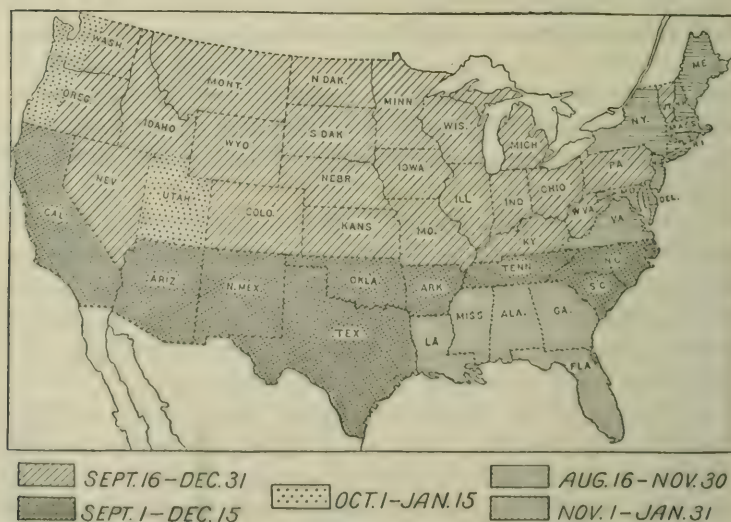 WASH.
MONT.
N.DAK.
MINN
ME
OREG.
IDAHO
WYO
S.DAK
WIS.
MICH
N.Y.
MASS
RI
NEV
UTAH
COLO.
NEBR
IOWA
ILL
IND
OHIO
PA
DEL.
CAL
KANS
MO.
KY
W.VA
VA
ARIZ
N.MEX.
OKLA
ARK
TENN
N.C
S.C
TEX
LA
MISS
ALA.
GA.
FLA
SEPT. 16-DEC. 31
AUG. 16-NOV. 30
OCT. 1-JAN. 15
SEPT. 1-DEC. 15
NOV. 1-JAN. 31